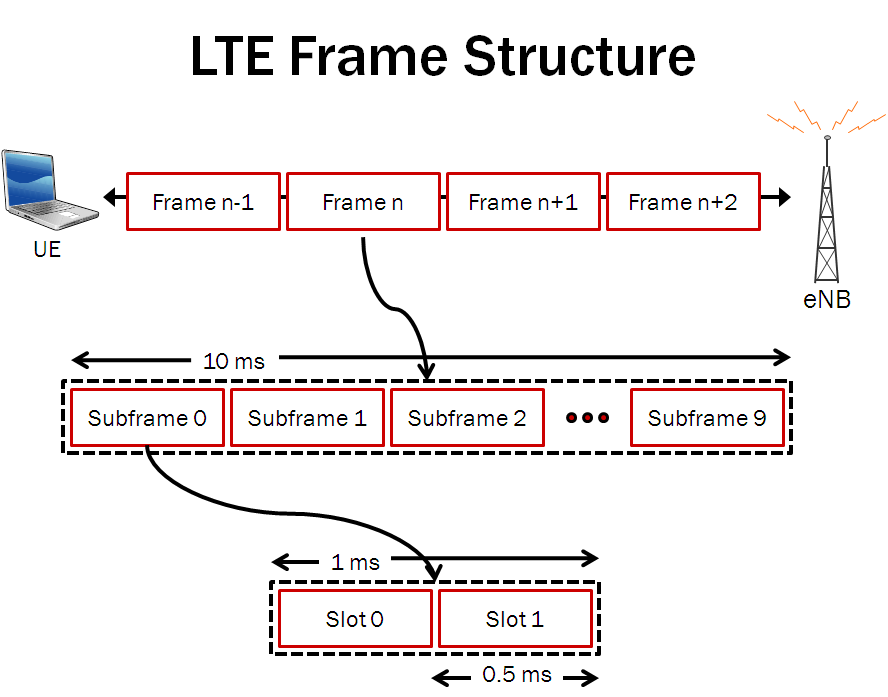 LTE Frame Structure
Frame n-1
Frame n
Frame n+1
Frame n+2
UE
eNB
10 ms
Subframe 0
Subframe 1
Subframe 2
Subframe 9
1 ms
Slot 0
Slot 1
0.5 ms